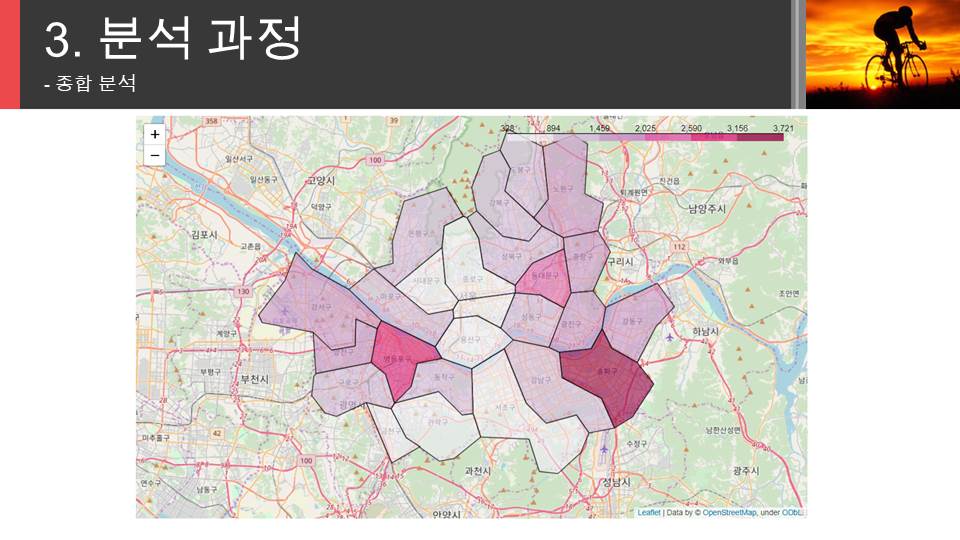 3. 분석 과정
- 종합 분석
+
−
328
894
1,459
2,025
2,590
3,156
3,721
358
39
100
일산서구
일산동구
고양시
덕양구
김포시
고촌읍
130
계양구
부평구
부천시
미추홀구
42
연수구
남동구
100
광명시
안양시
과천시
성남시
수정구
남한산성면
광주시
하남시
조안면
와부읍
112
남양주시
진건읍
퇴계원면
구리시
도봉구
노원구
강북구
은평구
성북구
중랑구
동대문구
서대문구
종로구
서울
마포구
강서구
용산구
성동구
광진구
강동구
양천구
영등포구
동작구
구로구
금천구
관악구
서초구
강남구
송파구
Leaflet | Data by © OpenStreetMap, under ODbL.